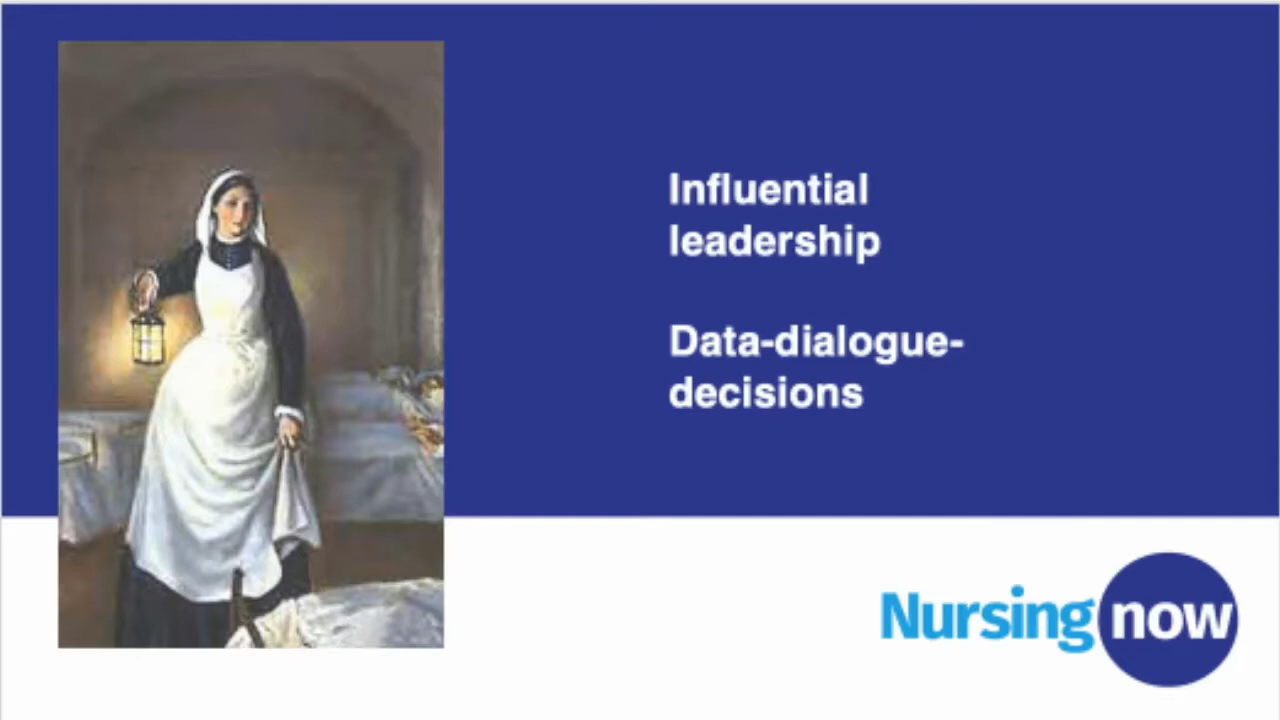 Influential
leadership
Data-dialogue-
decisions
Nursing now